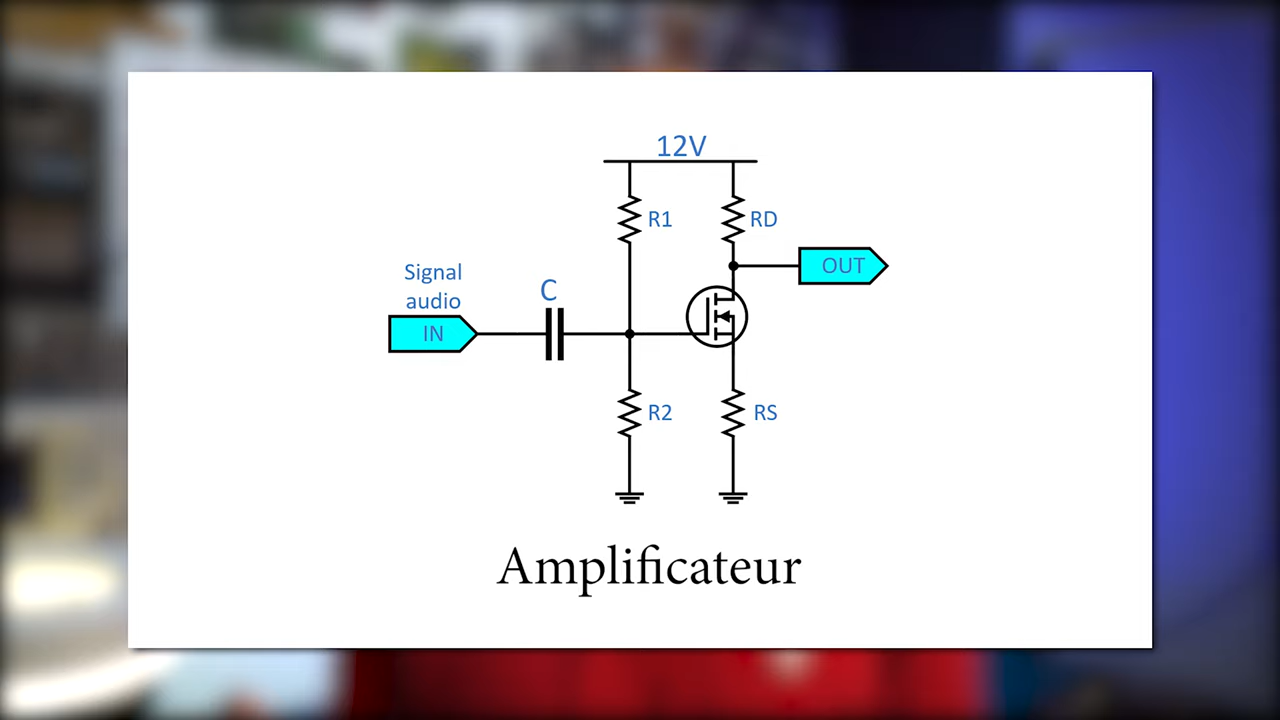 12V
R1
RD
OUT
Signal
audio
C
IN
R2
RS
Amplificateur